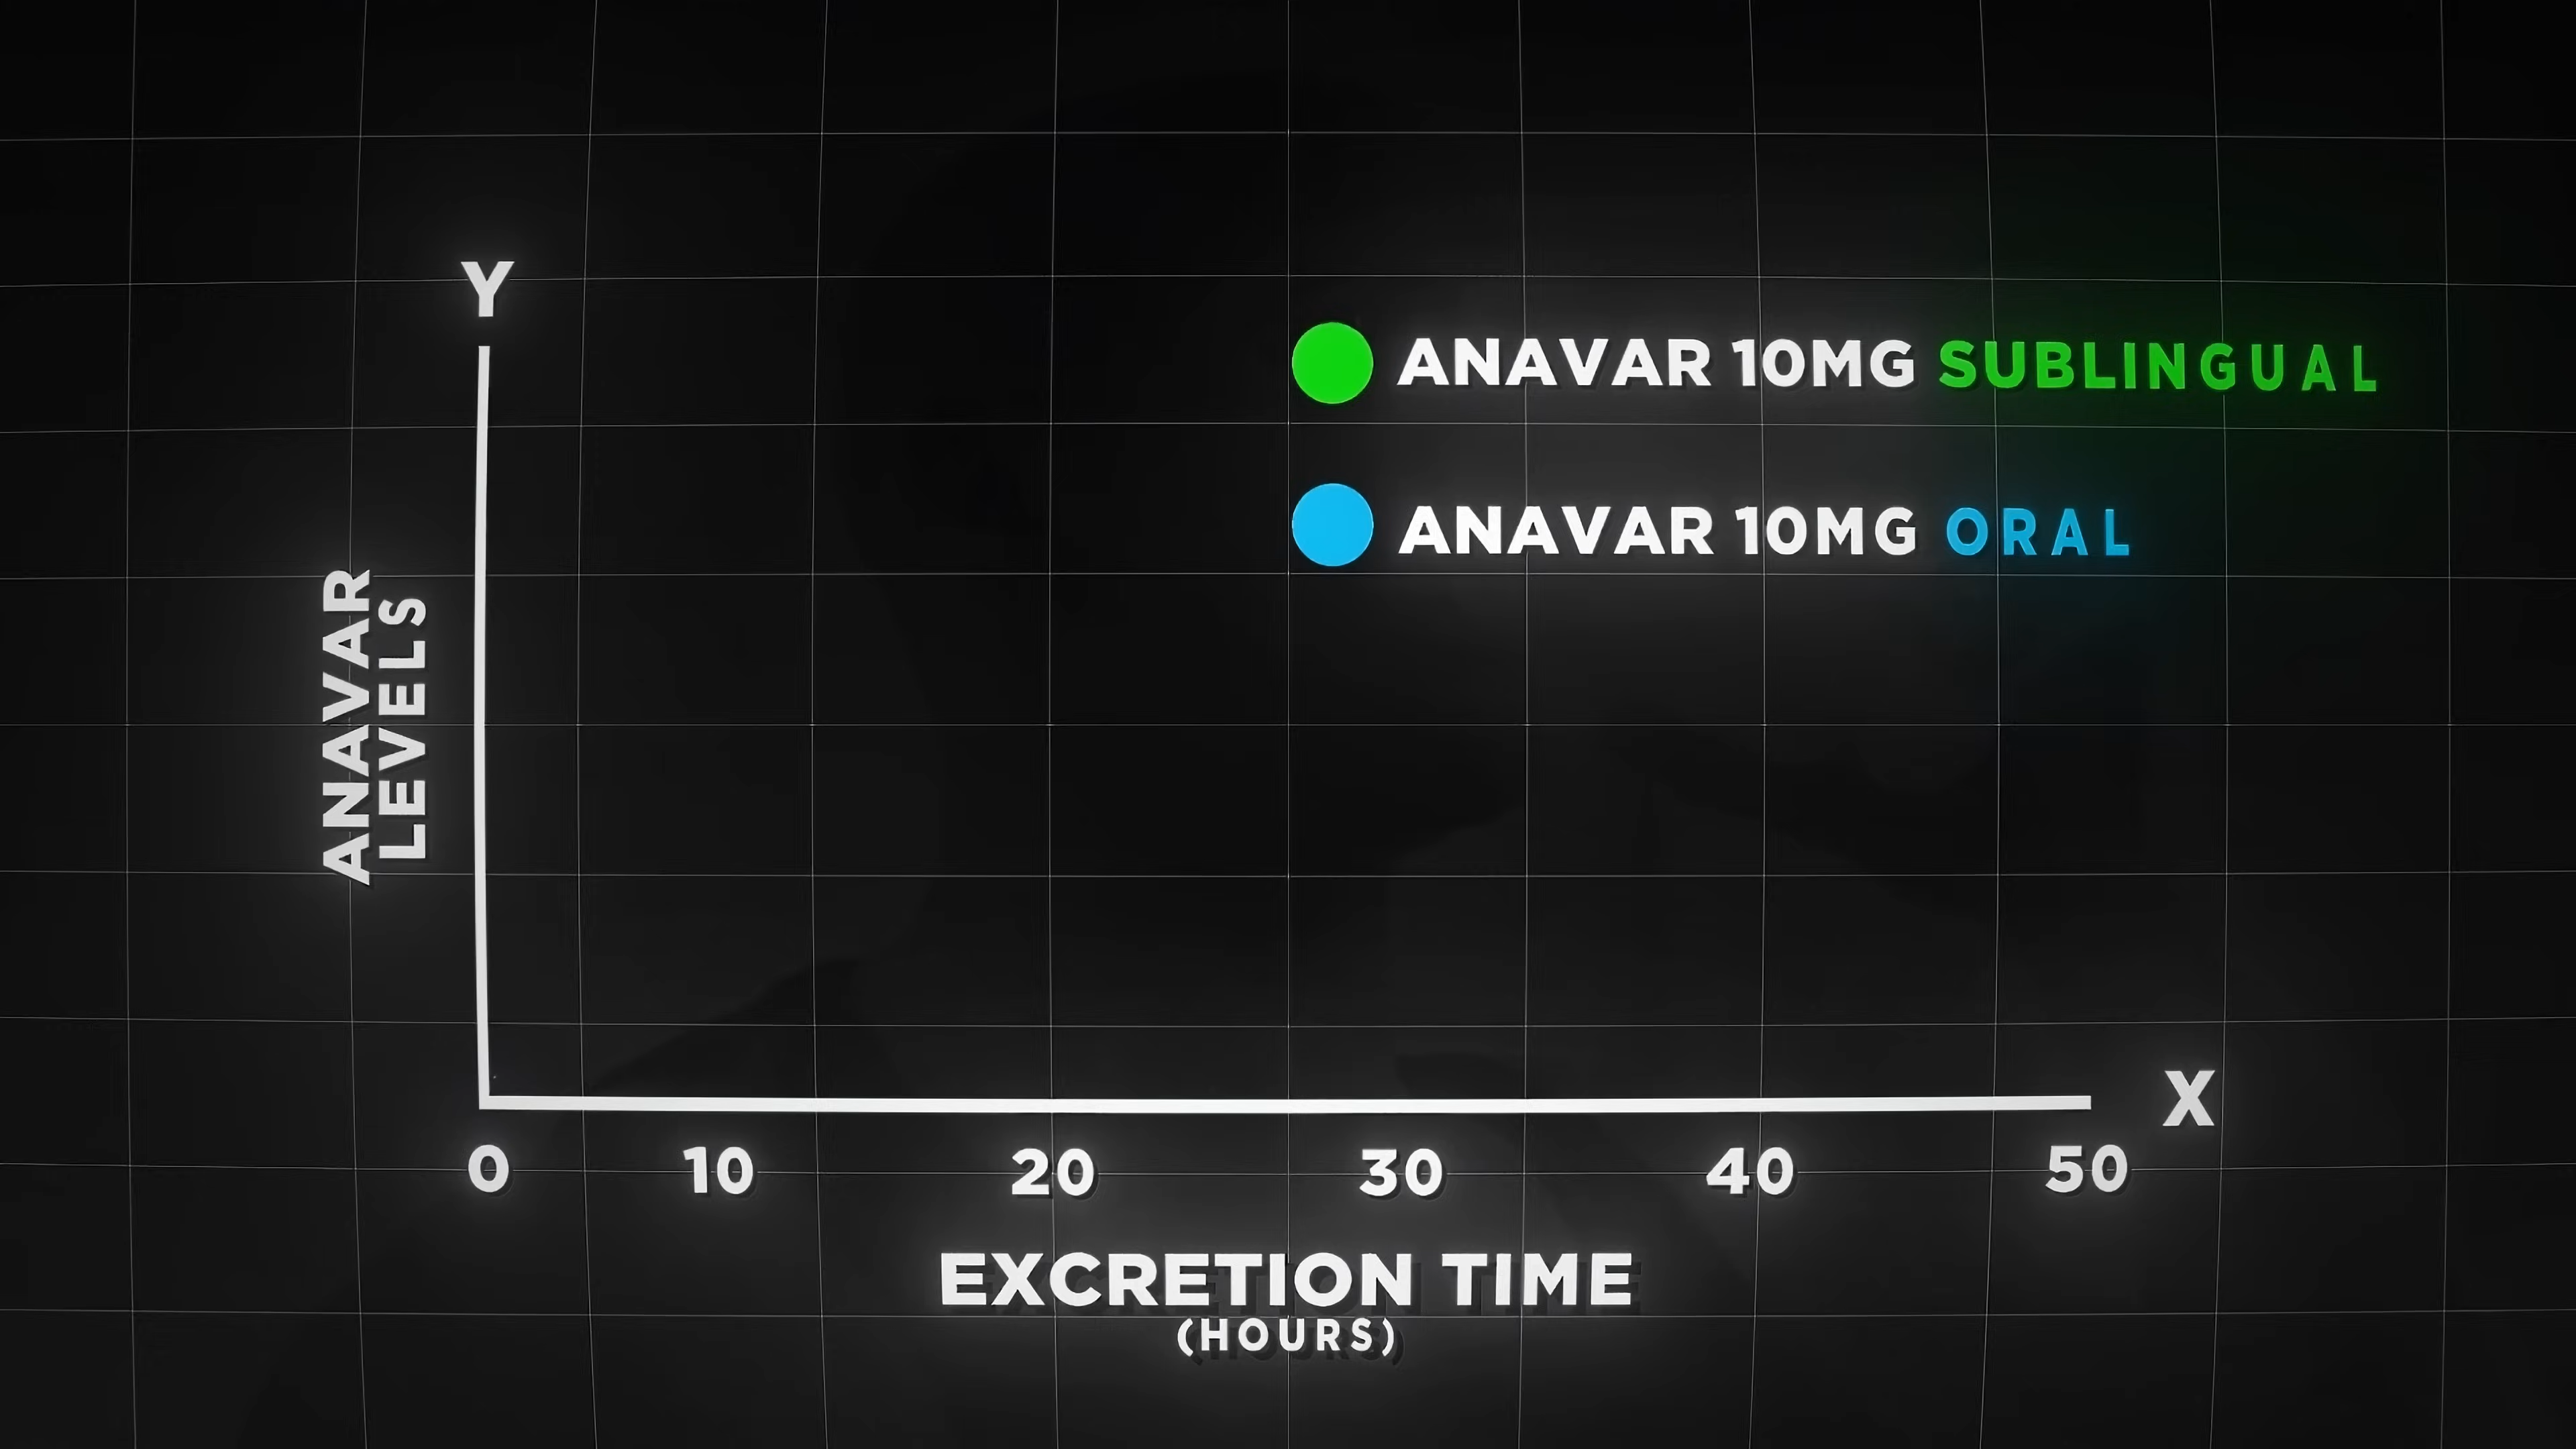 Y
ANAVAR 10MG SUBLINGUAL
ANAVAR 10MG ORAL
ANAVAR
LEVELS
X
0 10 20 30 40 50
EXCRETION TIME
(HOURS)